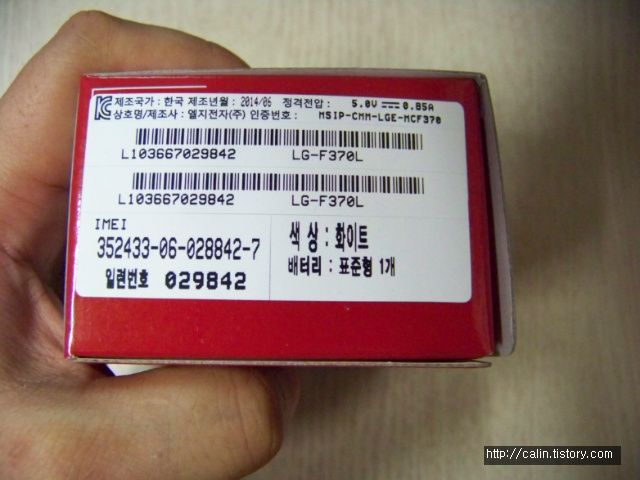 제조국가 : 한국 제조년월 : 2014/06 정격전압 : 5.0V 0.85A
상호명/제조사 : 엘지전자(주) 인증번호 : MSIP-CMM-LGE-MCF370
L103667029842 LG-F370L
L103667029842 LG-F370L
IMEI
352433-06-028842-7
일련번호 029842
색 상 : 화이트
배터리 : 표준형 1개
http://calin.tistory.com